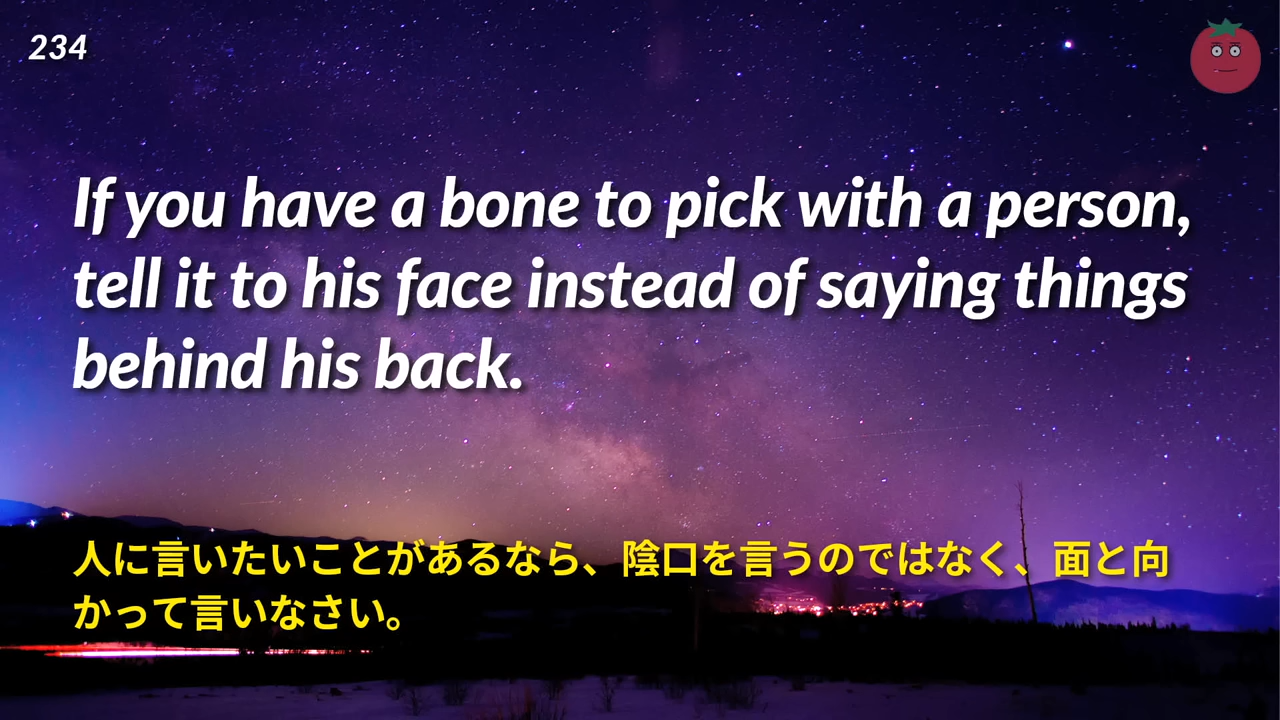 234
If you have a bone to pick with a person,
tell it to his face instead of saying things
behind his back.
人に言いたいことがあるなら、陰口を言うのではなく、面と向
かって言いなさい。